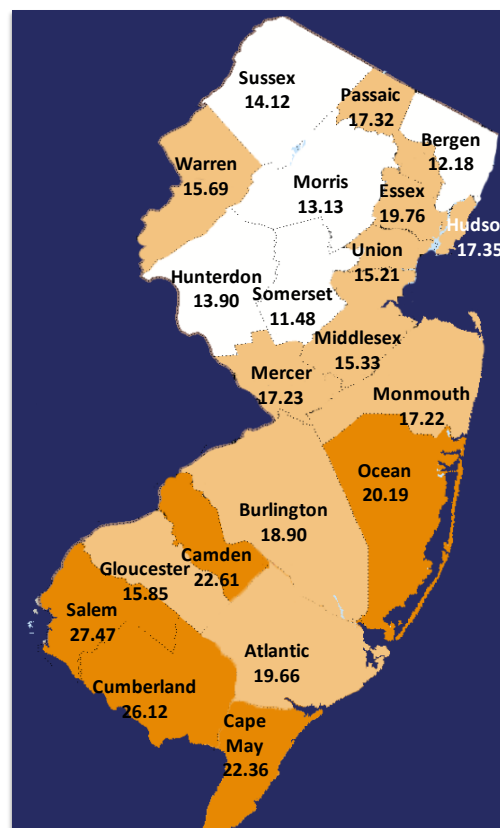 Sussex
14.12
Passaic
17.32
Bergen
12.18
Warren
15.69
Morris
13.13
Essex
19.76
Hudso
17.35
Union
15.21
Hunterdon
13.90
Somerset
11.48
Middlesex
15.33
Mercer
17.23
Monmouth
17.22
Ocean
20.19
Burlington
18.90
Camden
22.61
Gloucester
15.85
Salem
27.47
Atlantic
19.66
Cumberland
26.12
Cape
May
22.36